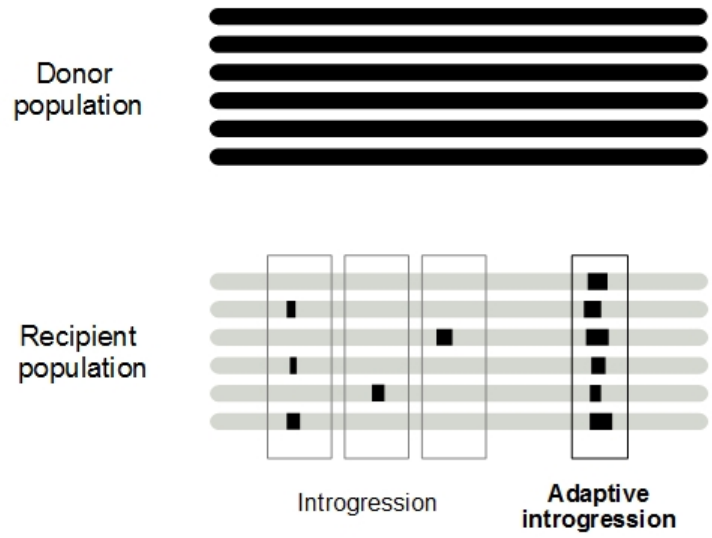 Donor
population
Recipient
population
Introgression
Adaptive
introgression